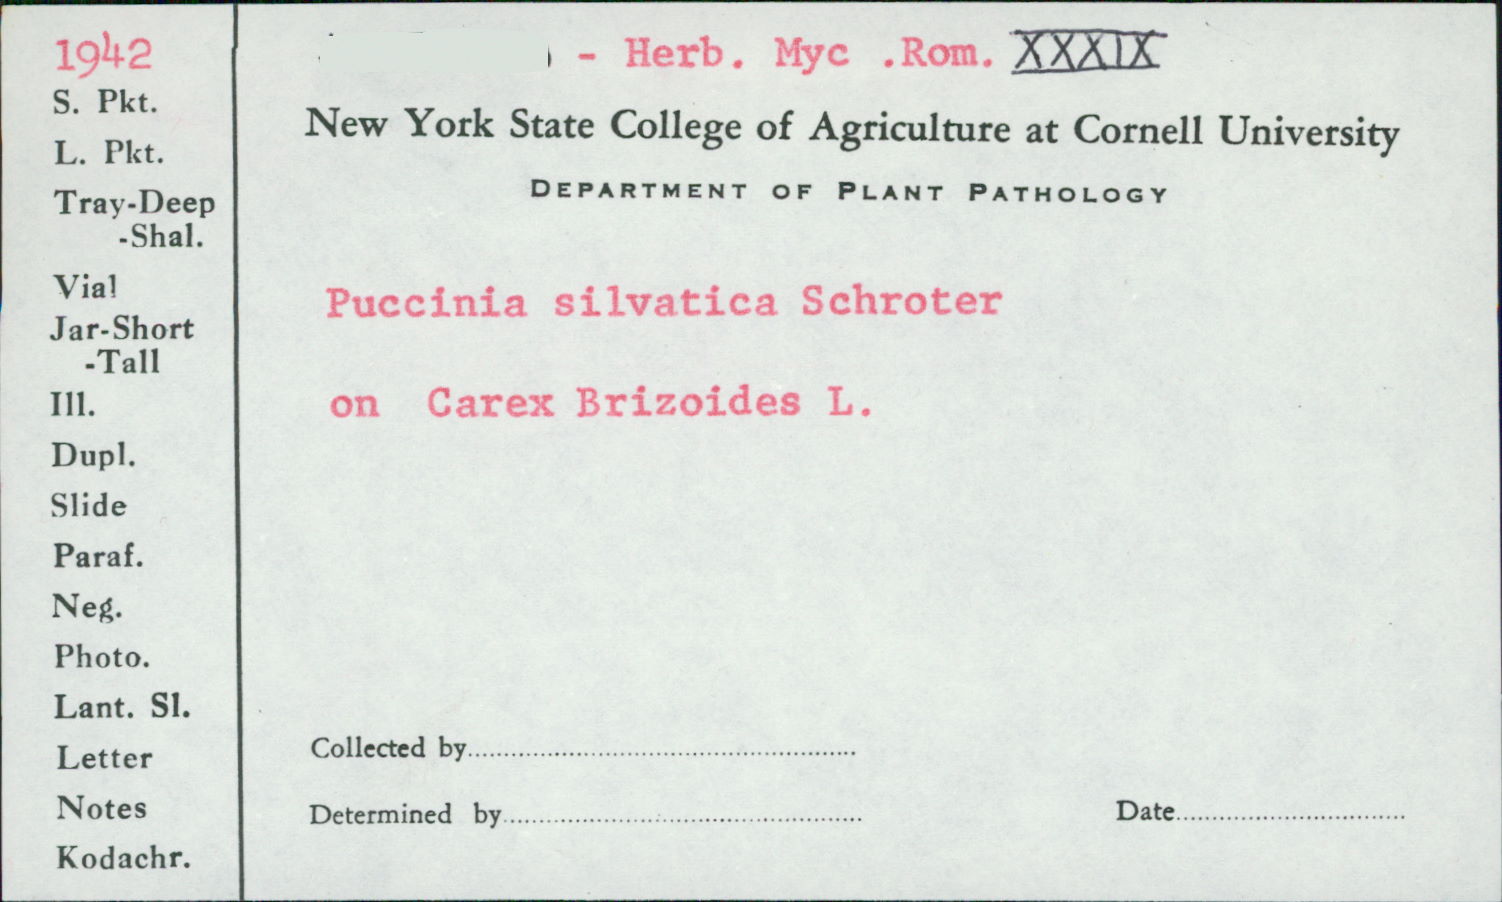 1942
- Herb. Myc .Rom. XXXIX
New York State College of Agriculture at Cornell University
DEPARTMENT OF PLANT PATHOLOGY
S. Pkt.
L. Pkt.
Tray-Deep
-Shal.
Vial
Jar-Short
-Tall
Ill.
Dupl.
Slide
Paraf.
Neg.
Photo.
Lant. Sl.
Letter
Notes
Kodachr.
Puccinia silvatica Schroter
on Carex Brizoides L.
Collected by
Determined by
Date